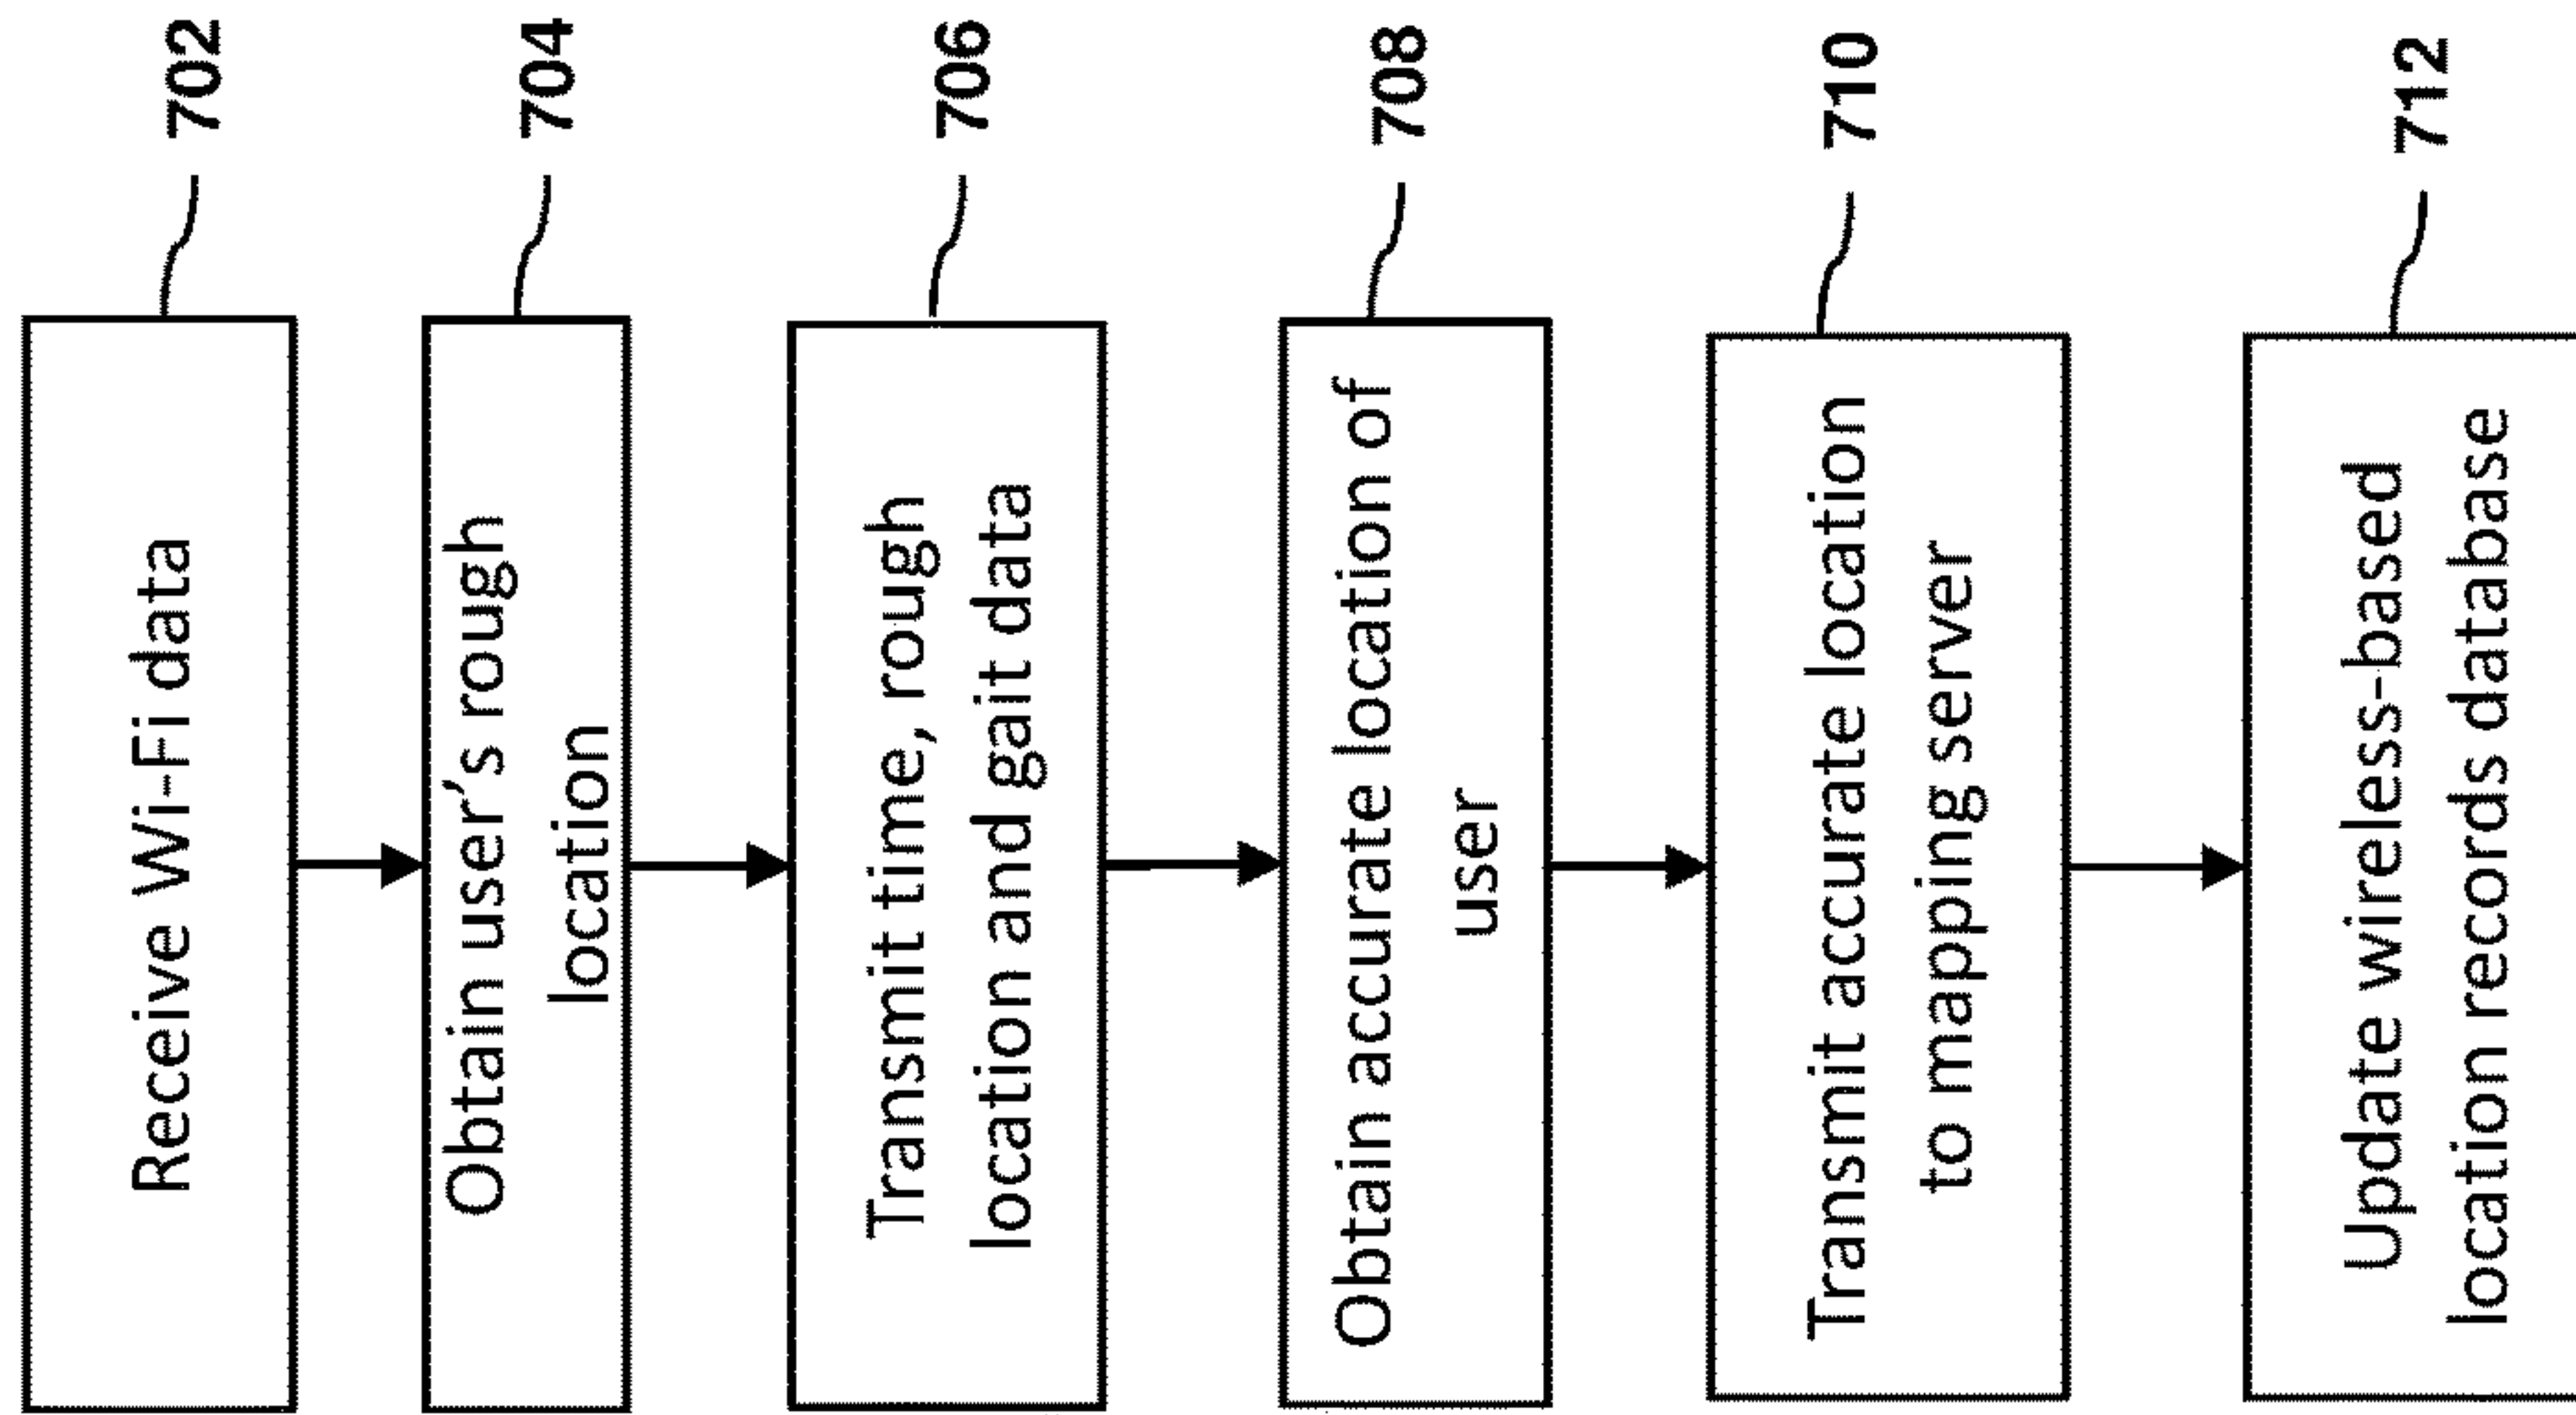 Receive Wi-Fi data
702
Obtain user's rough
location
704
Transmit time, rough
location and gait data
706
Obtain accurate location of
user
708
Transmit accurate location
to mapping server
710
Update wireless-based
location records database
712